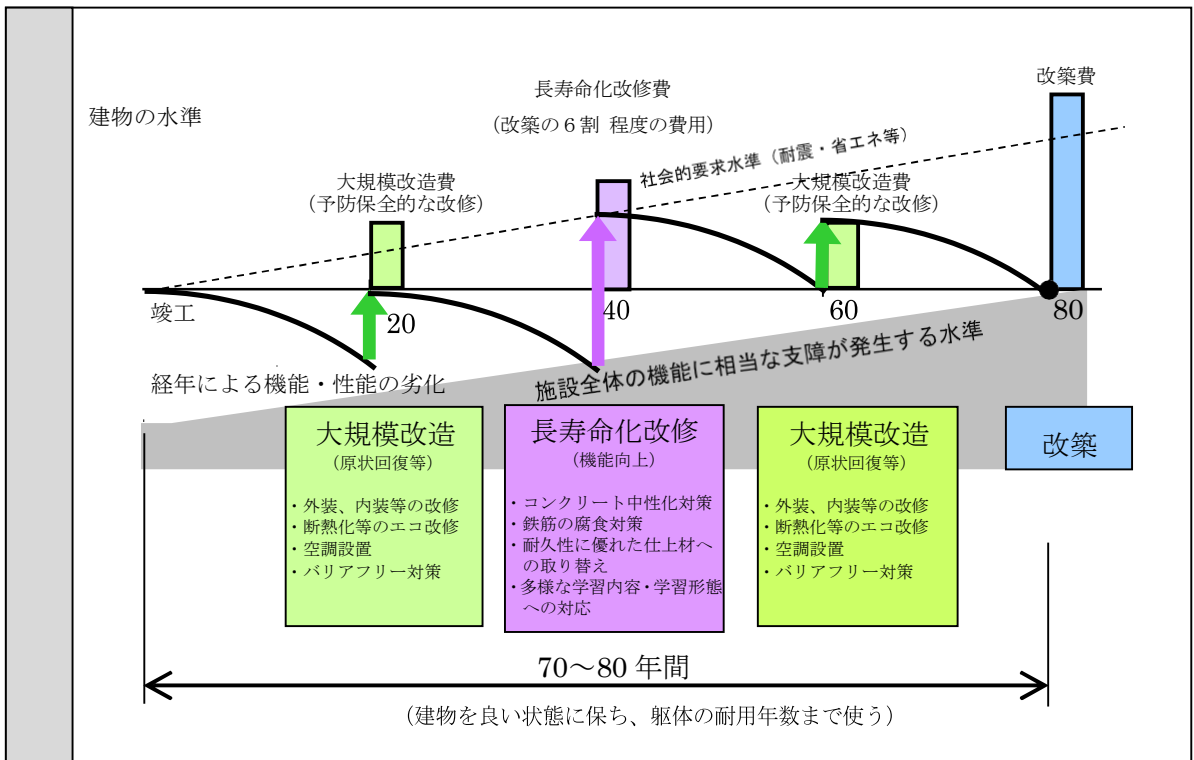 改築費
長寿命化改修費
(改築の6割 程度の費用)
建物の水準
社会的要求水準(耐震・省エネ等)
大規模改造費
(予防保全的な改修)
大規模改造費
(予防保全的な改修)
竣工
20
40
60
80
施設全体の機能に相当な支障が発生する水準
経年による機能・性能の劣化
大規模改造
(原状回復等)
・外装、内装等の改修
・断熱化等のエコ改修
・空調設置
・バリアフリー対策
長寿命化改修
(機能向上)
・コンクリート中性化対策
・鉄筋の腐食対策
・耐久性に優れた仕上材へ
の取り替え
・多様な学習内容・学習形態
への対応
大規模改造
(原状回復等)
・外装、内装等の改修
・断熱化等のエコ改修
・空調設置
・バリアフリー対策
改築
70~80 年間
(建物を良い状態に保ち、躯体の耐用年数まで使う)